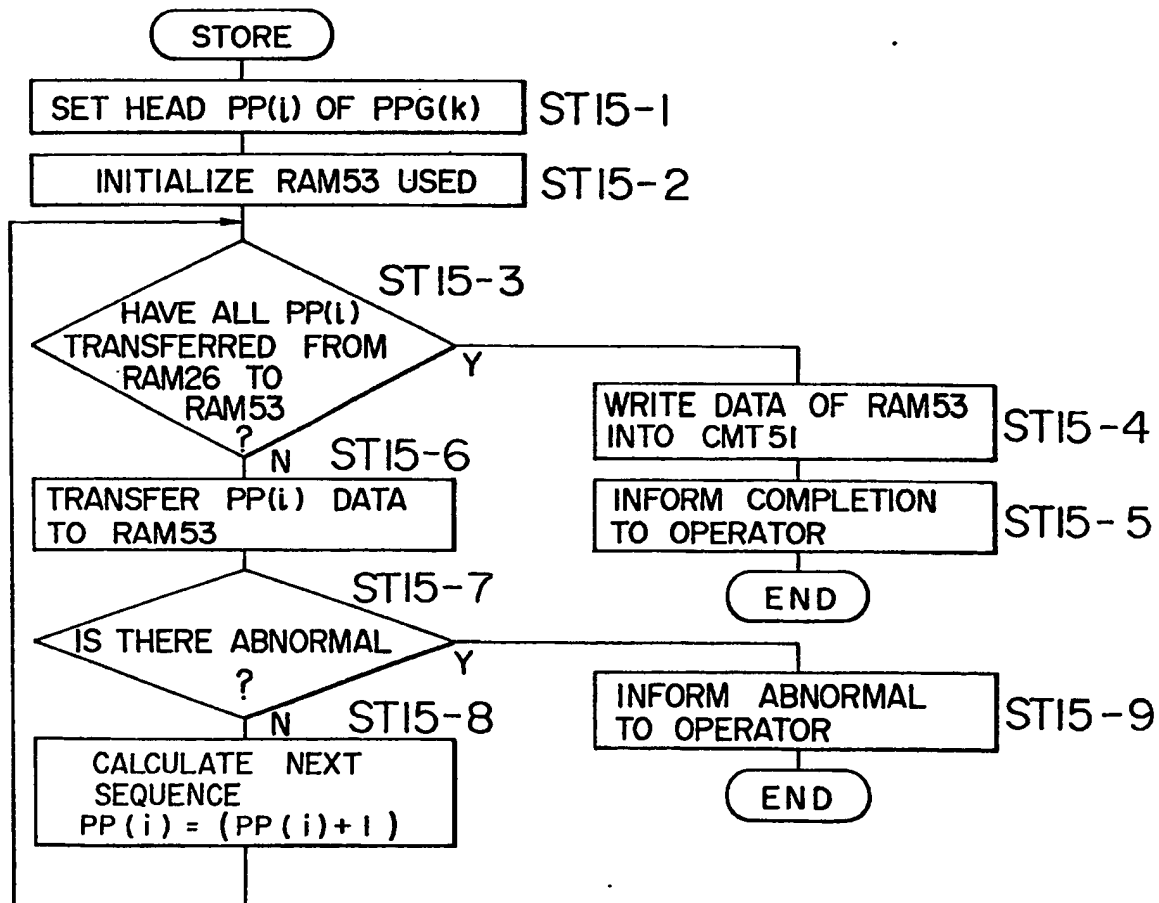 STORE
SET HEAD PP(i) OF PPG(k)
ST15-1
INITIALIZE RAM53 USED
ST15-2
ST15-3
HAVE ALL PP(i)
TRANSFERRED FROM
RAM26 TO
RAM53
?
Y
N
WRITE DATA OF RAM53
INTO CMT51
ST15-4
INFORM COMPLETION
TO OPERATOR
ST15-5
END
ST15-6
TRANSFER PP(i) DATA
TO RAM53
ST15-7
IS THERE ABNORMAL
?
Y
N
INFORM ABNORMAL
TO OPERATOR
ST15-9
END
ST15-8
CALCULATE NEXT
SEQUENCE
PP(i) = (PP(i)+1)